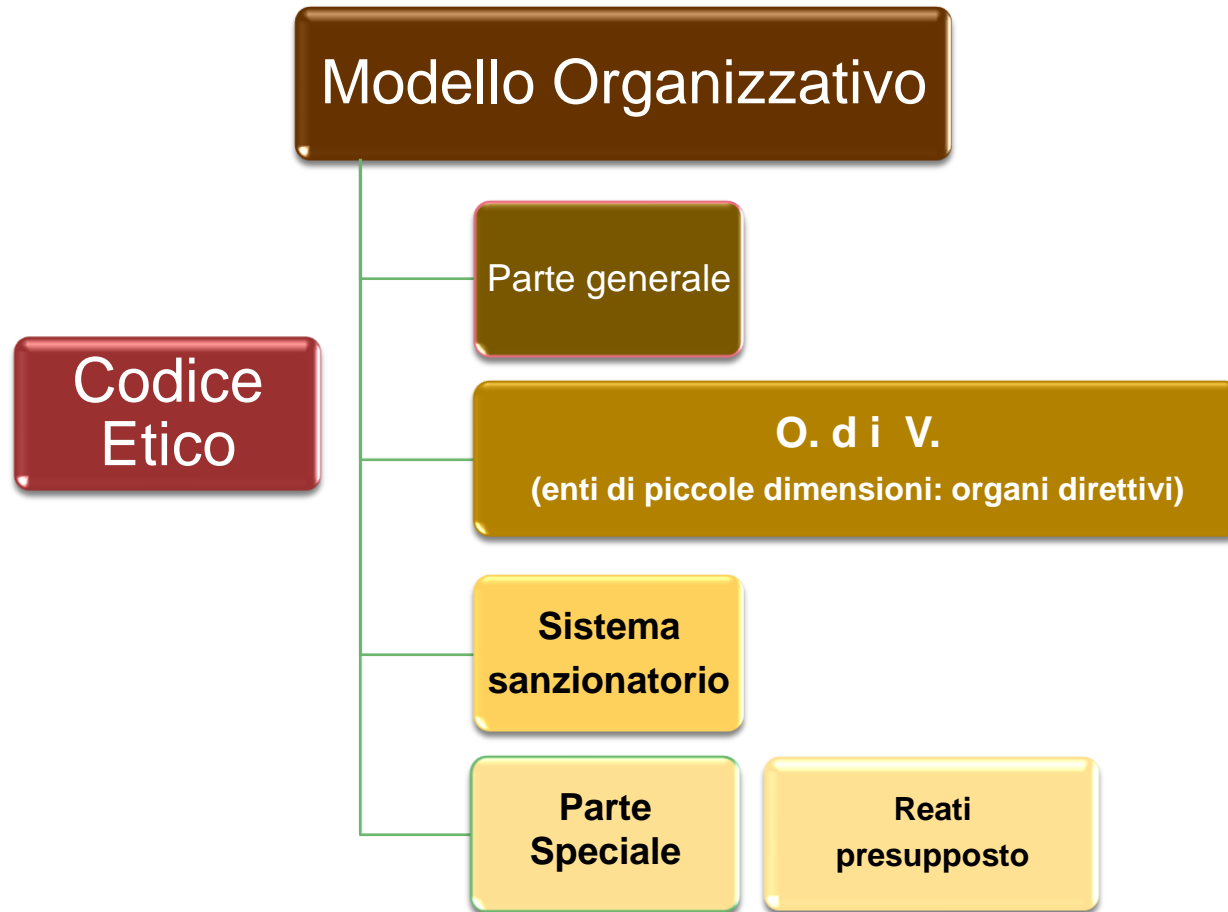 Modello Organizzativo
Parte generale
Codice
Etico
O. d i V.
(enti di piccole dimensioni: organi direttivi)
Sistema
sanzionatorio
Parte
Speciale
Reati
presupposto